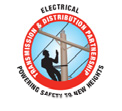 ELECTRICAL
TRANSMISSION & DISTRIBUTION PARTNERSHIP
POWERING SAFETY TO NEW HEIGHTS